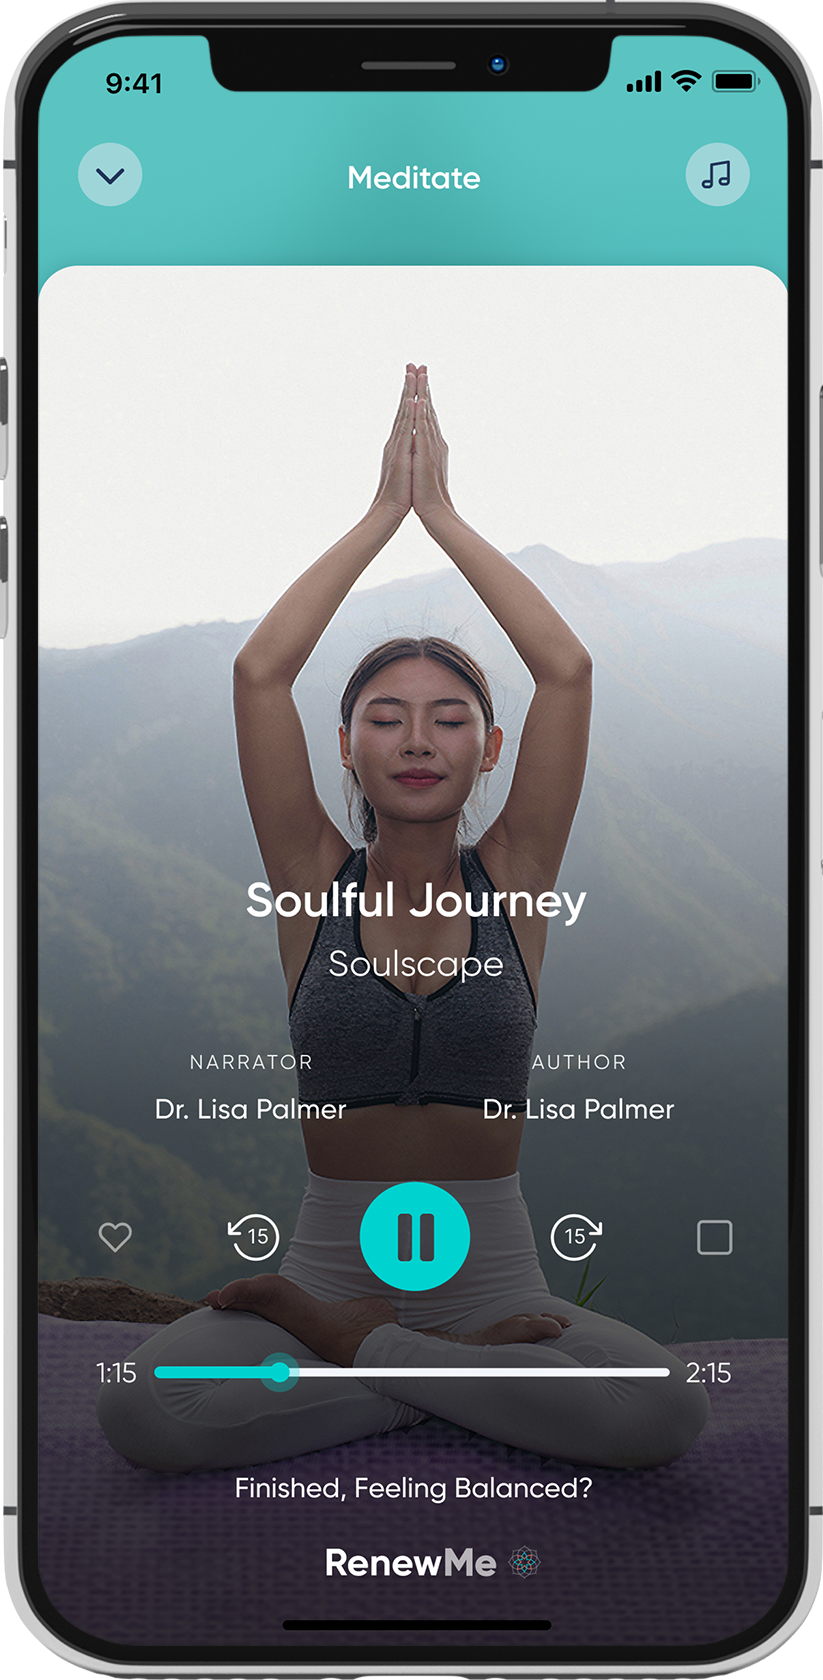 9:41
Meditate
Soulful Journey
Soulscape
NARRATOR AUTHOR
Dr. Lisa Palmer Dr. Lisa Palmer
15 15
1:15 2:15
Finished, Feeling Balanced?
RenewMe